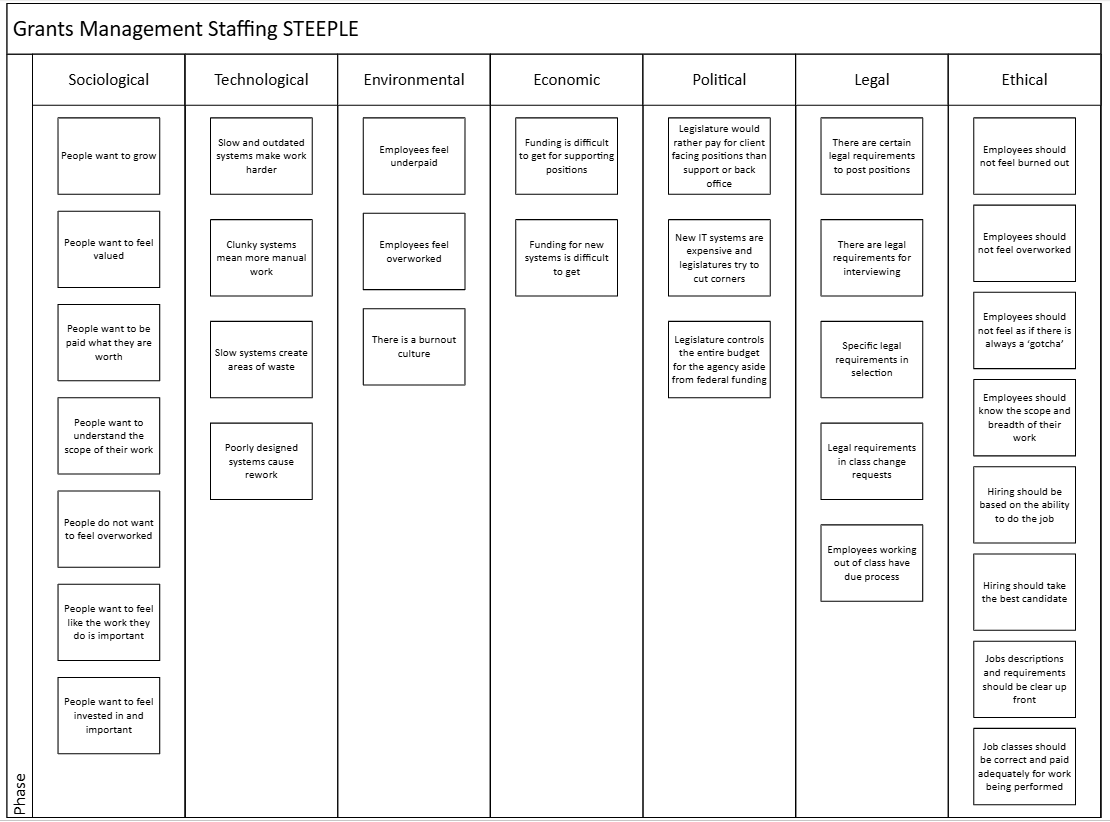 Grants Management Staffing STEEPLE
Phase
Sociological
People want to grow
People want to feel
valued
People want to be
paid what they are
worth
People want to
understand the
scope of their work
People do not want
to feel overworked
People want to feel
like the work they
do is important
People want to feel
invested in and
important
Technological
Slow and outdated
systems make work
harder
Clunky systems
mean more manual
work
Slow systems create
areas of waste
Poorly designed
systems cause
rework
Environmental
Employees feel
underpaid
Employees feel
overworked
There is a burnout
culture
Economic
Funding is difficult
to get for supporting
positions
Funding for new
systems is difficult
to get
Political
Legislature would
rather pay for client
facing positions than
support or back
office
New IT systems are
expensive and
legislatures try to
cut corners
Legislature controls
the entire budget
for the agency aside
from federal funding
Legal
There are certain
legal requirements
to post positions
There are legal
requirements for
interviewing
Specific legal
requirements in
selection
Legal requirements
in class change
requests
Employees working
out of class have
due process
Ethical
Employees should
not feel burned out
Employees should
not feel overworked
Employees should
not feel as if there is
always a ‘gotcha’
Employees should
know the scope and
breadth of their
work
Hiring should be
based on the ability
to do the job
Hiring should take
the best candidate
Jobs descriptions
and requirements
should be clear up
front
Job classes should
be correct and paid
adequately for work
being performed